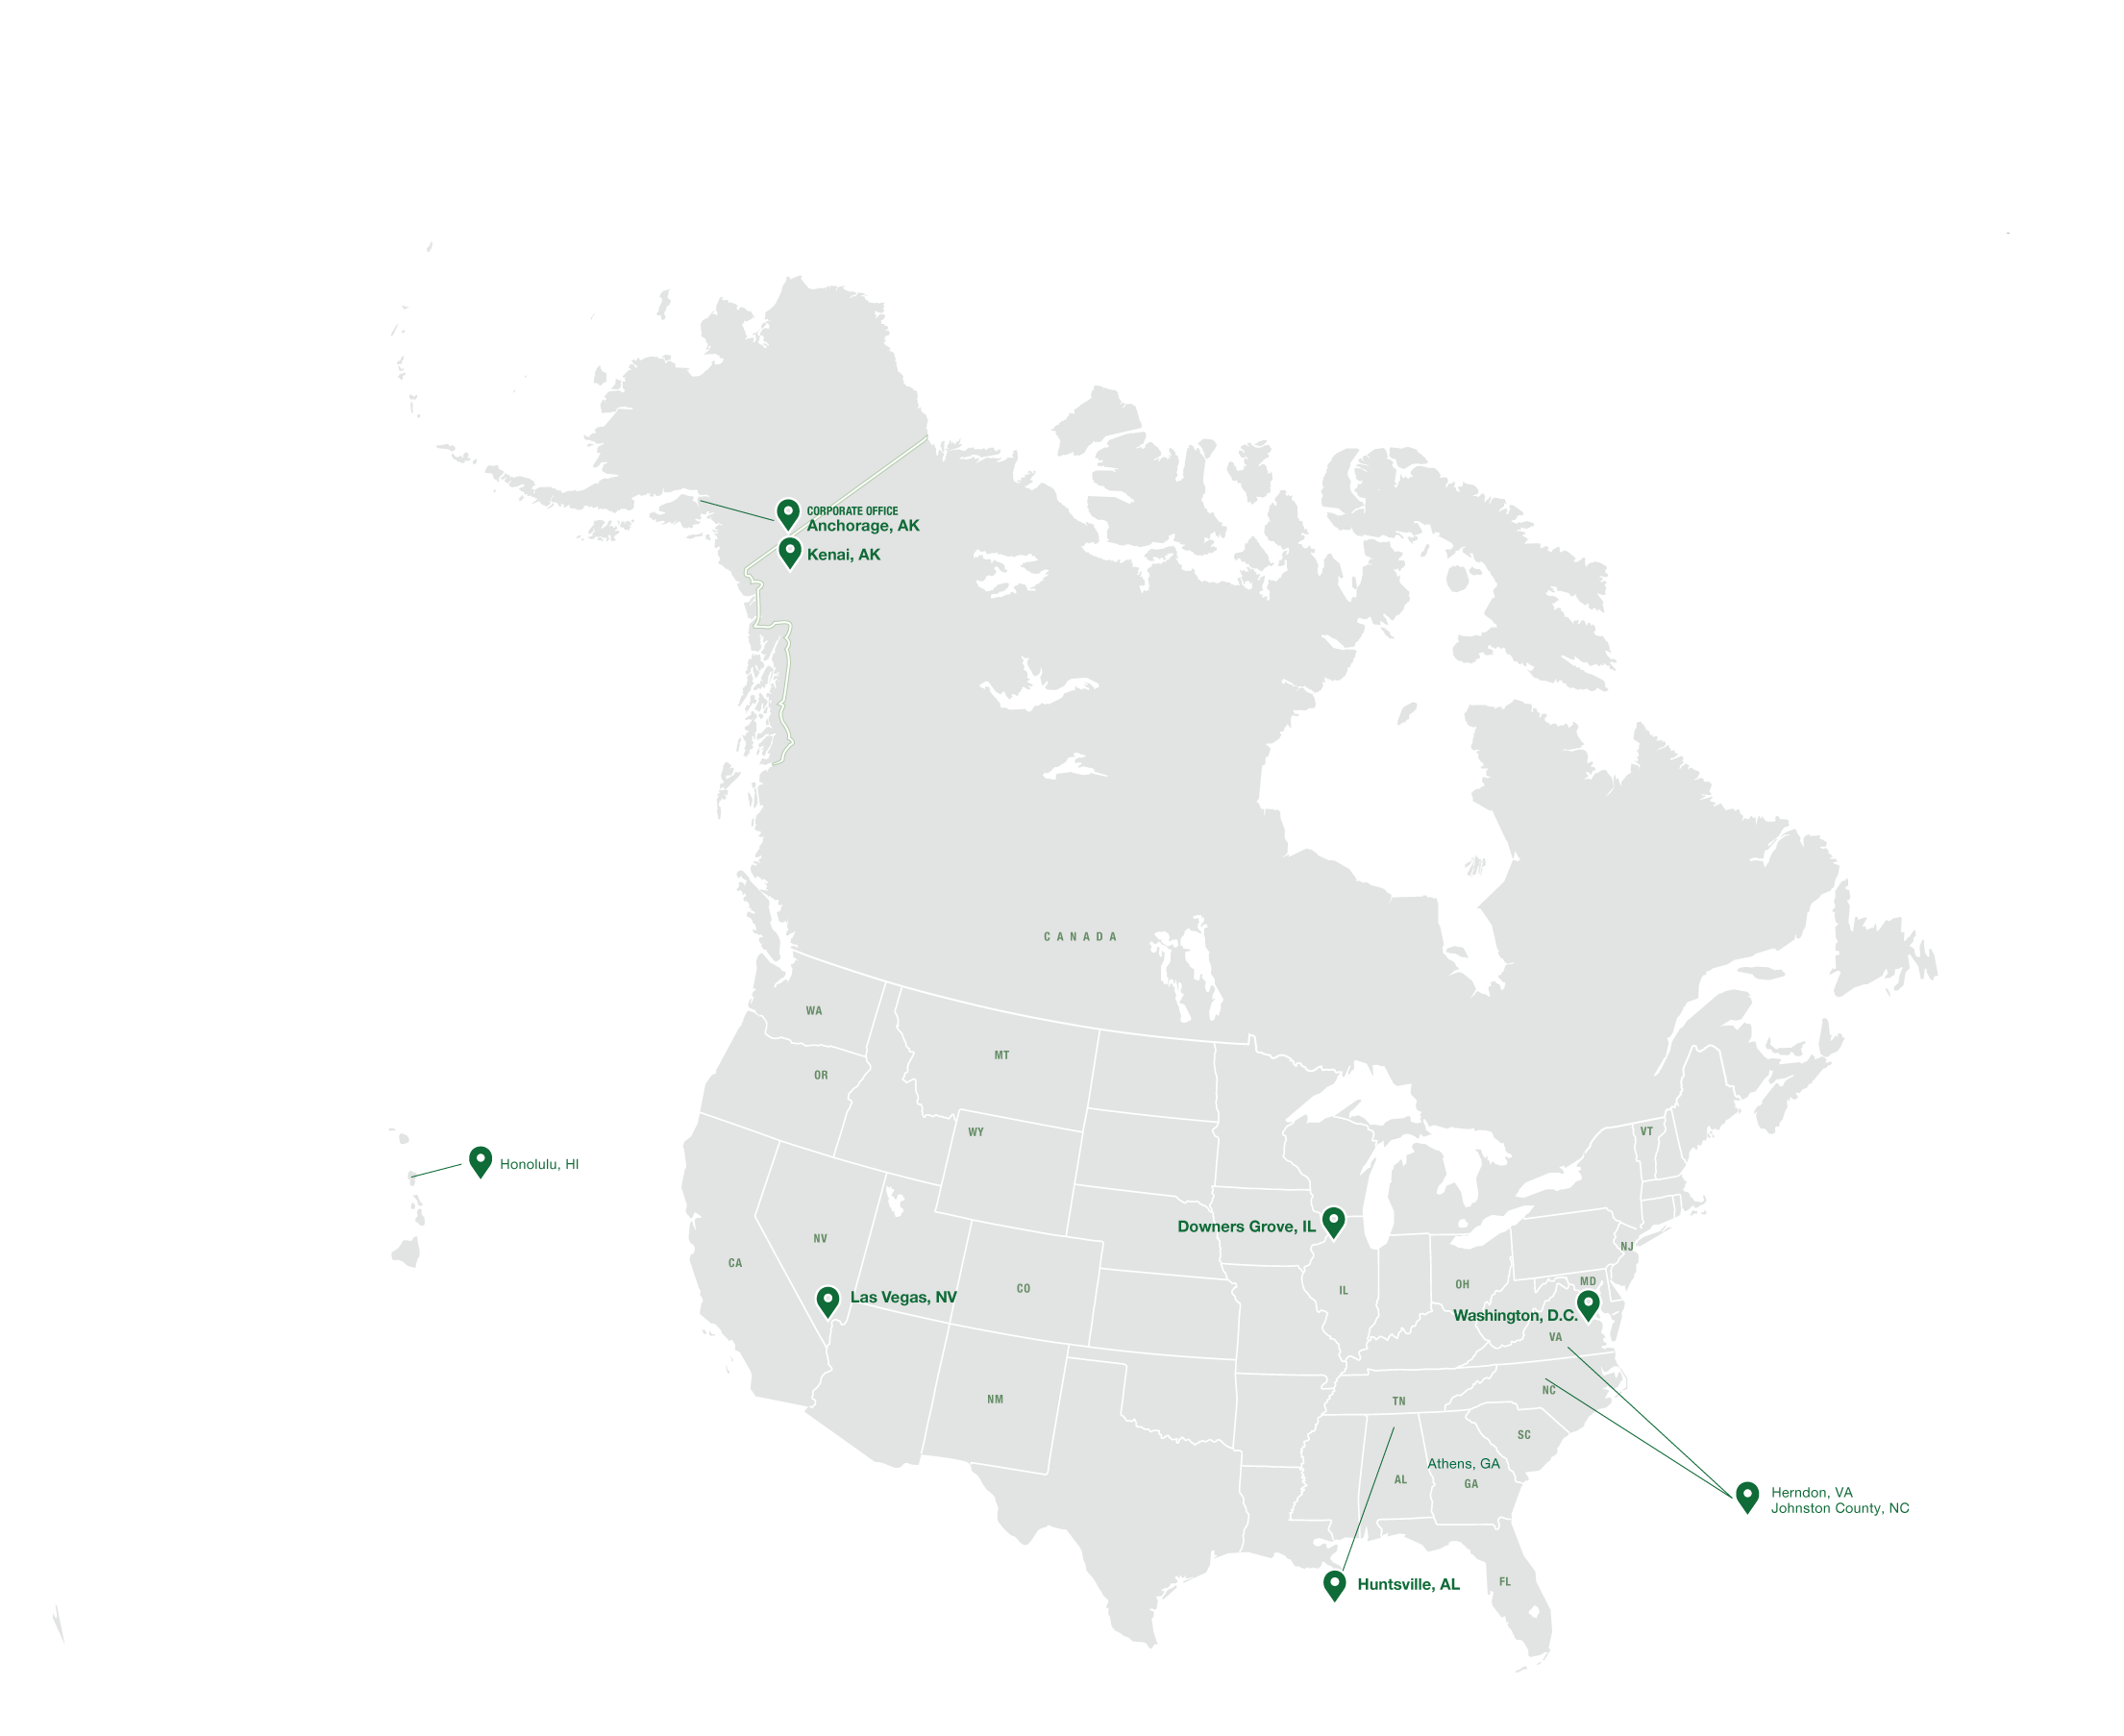 CORPORATE OFFICE
Anchorage, AK
Kenai, AK
CANADA
WA
MT
OR
WY
VT
Honolulu, HI
Downers Grove, IL
NV
NJ
CA
CO
IL
OH
MD
Las Vegas, NV
Washington, D.C.
VA
NM
TN
NC
SC
Athens, GA
AL
GA
Herndon, VA
Johnston County, NC
Huntsville, AL
FL